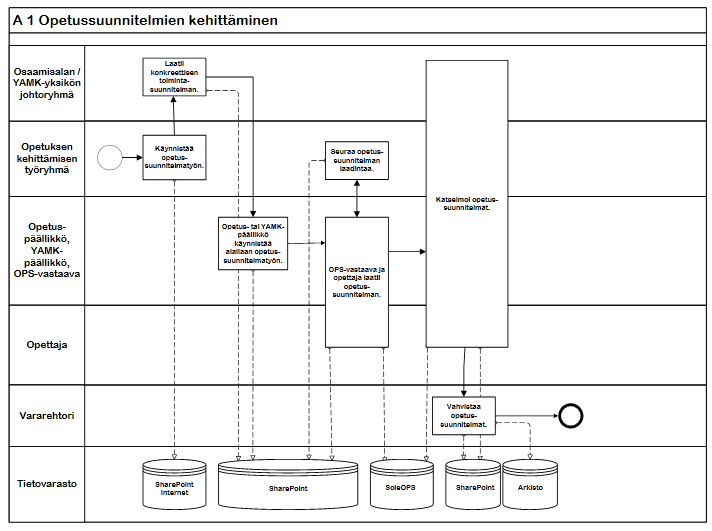 A 1 Opetussuunnitelmien kehittäminen
Osaamisalan /
YAMK-yksikön
johtoryhmä
Laatii
konkreettisen
toiminta-
suunnitelman.
Opetuksen
kehittämisen
työryhmä
Käynnistää
opetus-
suunnitelmatyön.
Seuraa opetus-
suunnitelman
laadintaa.
Katselmoi opetus-
suunnitelmat.
Opetus-
päällikkö,
YAMK-
päällikkö,
OPS-vastaava
Opetus- tai YAMK-
päällikkö
käynnistää
alallaan opetus-
suunnitelmatyön.
OPS-vastaava ja
opettaja laatii
opetus-
suunnitelman.
Opettaja
Vararehtori
Vahvistaa
opetus-
suunnitelmat.
Tietovarasto
SharePoint
Internet
SharePoint
SoleOPS
SharePoint
Arkisto